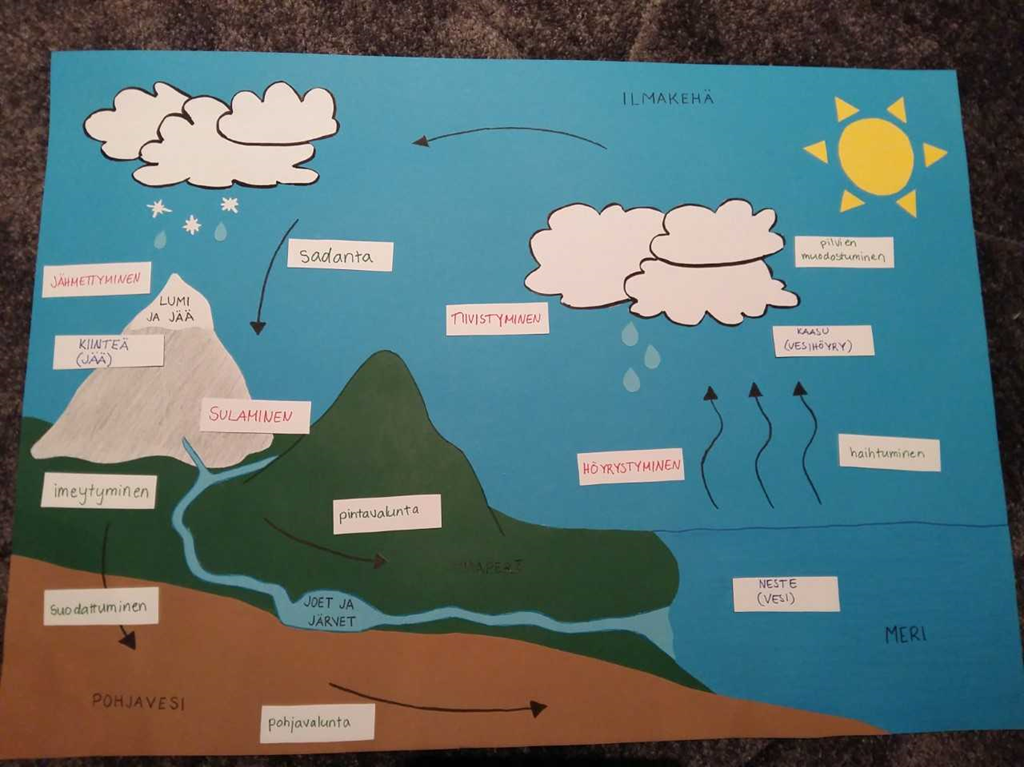 ILMAKEHÄ
sadanta
pilvien
muodostuminen
JÄHMETTYMINEN
LUMI
JA JÄÄ
TIIVISTYMINEN
KIINTEÄ
(JÄÄ)
KAASU
(VESIHÖYRY)
SULAMINEN
HÖYRYSTYMINEN
haihtuminen
imeytyminen
pintavalunta
MAAPERÄ
NESTE
(VESI)
suodattuminen
JOET JA
JÄRVET
MERI
POHJAVESI
pohjavalunta